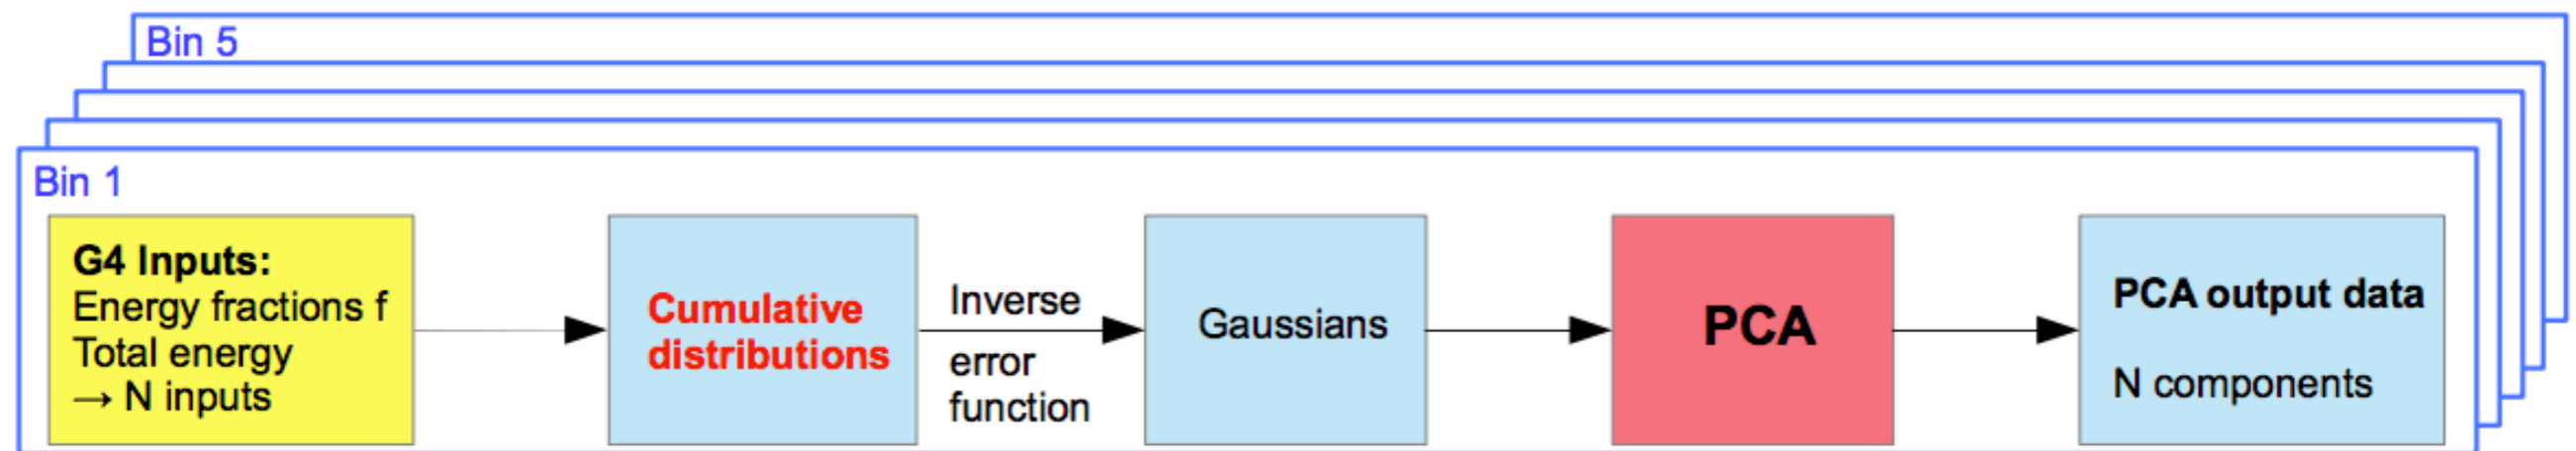 Bin 5
Bin 1
G4 Inputs:
Energy fractions f
Total energy
→ N inputs
Cumulative
distributions
Inverse
error
function
Gaussians
PCA
PCA output data
N components